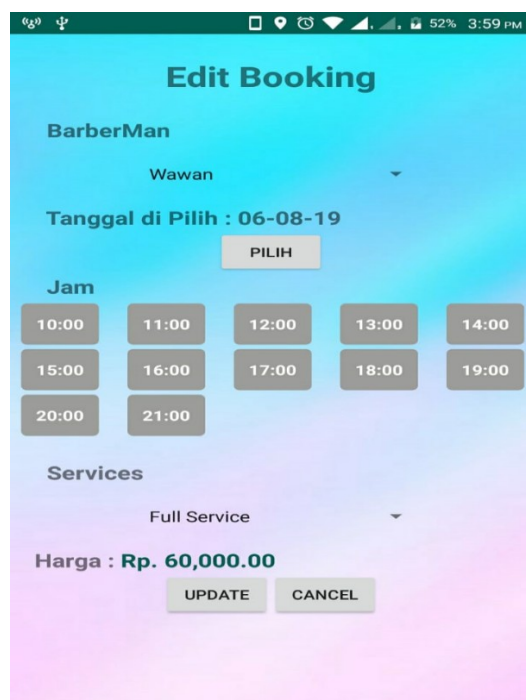 52% 3:59 PM
Edit Booking
BarberMan
Wawan
Tanggal di Pilih : 06-08-19
PILIH
Jam
10:00 11:00 12:00 13:00 14:00
15:00 16:00 17:00 18:00 19:00
20:00 21:00
Services
Full Service
Harga : Rp. 60,000.00
UPDATE CANCEL